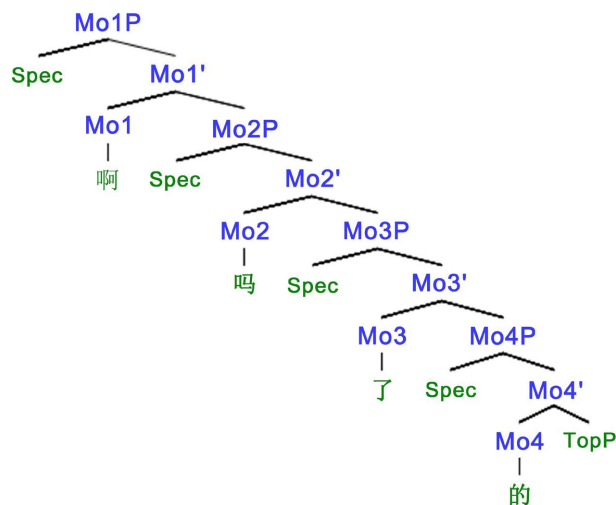 Mo1P
Spec Mo1'
Mo1 Mo2P
啊 Spec Mo2'
Mo2 Mo3P
吗 Spec Mo3'
Mo3 Mo4P
了 Spec Mo4'
Mo4 TopP
的